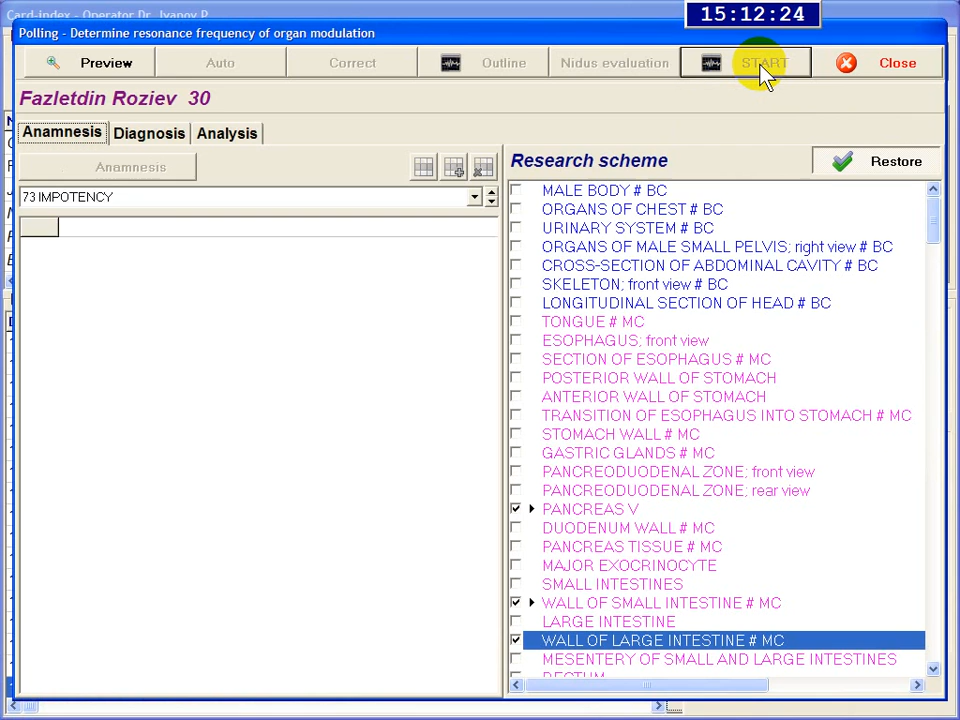 Card-index - Operator Dr. Ivanov P.
15:12:24
Polling - Determine resonance frequency of organ modulation
Preview Auto Correct Outline Nidus evaluation START Close
Fazletdin Roziev 30
Anamnesis Diagnosis Analysis
Anamnesis
Research scheme Restore
73 IMPOTENCY
MALE BODY # BC
ORGANS OF CHEST # BC
URINARY SYSTEM # BC
ORGANS OF MALE SMALL PELVIS; right view # BC
CROSS-SECTION OF ABDOMINAL CAVITY # BC
SKELETON; front view # BC
LONGITUDINAL SECTION OF HEAD # BC
TONGUE # MC
ESOPHAGUS; front view
SECTION OF ESOPHAGUS # MC
POSTERIOR WALL OF STOMACH
ANTERIOR WALL OF STOMACH
TRANSITION OF ESOPHAGUS INTO STOMACH # MC
STOMACH WALL # MC
GASTRIC GLANDS # MC
PANCREODUODENAL ZONE; front view
PANCREODUODENAL ZONE; rear view
PANCREAS V
DUODENUM WALL # MC
PANCREAS TISSUE # MC
MAJOR EXOCRINOCYTE
SMALL INTESTINES
WALL OF SMALL INTESTINE # MC
LARGE INTESTINE
WALL OF LARGE INTESTINE # MC
MESENTERY OF SMALL AND LARGE INTESTINES
RECTUM